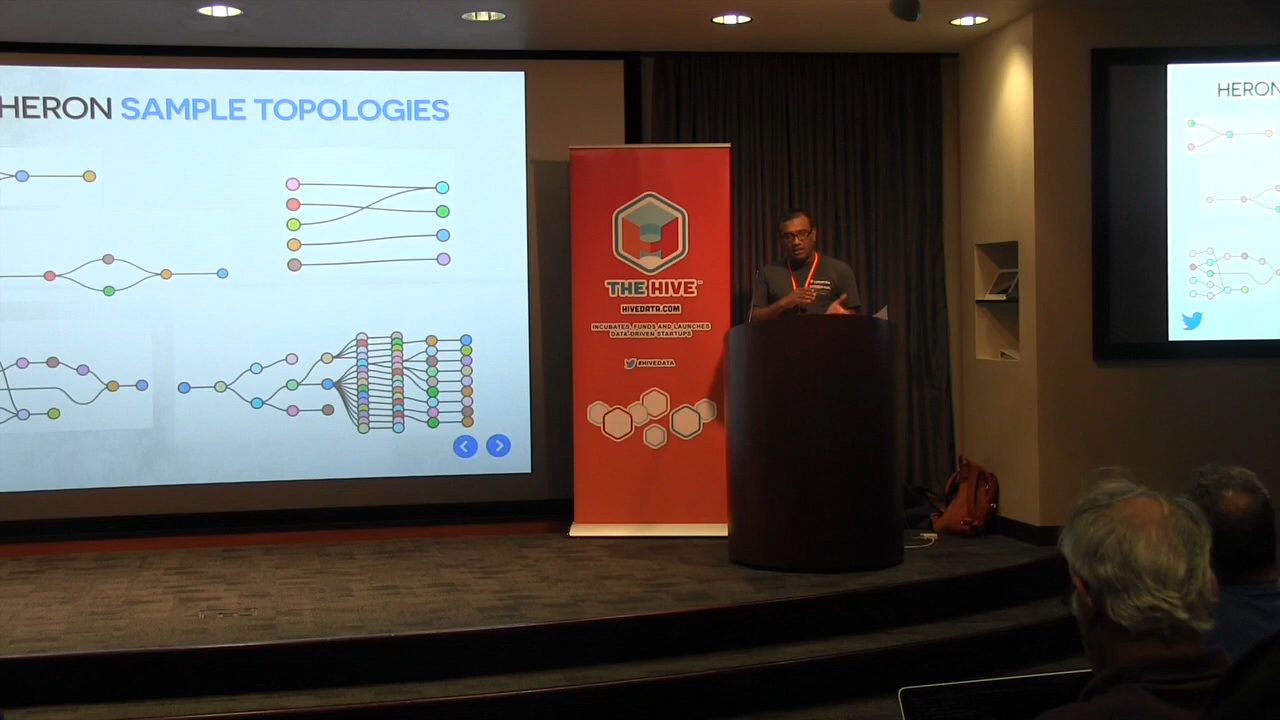 HERON SAMPLE TOPOLOGIES
THE HIVE
HIVEDATA.COM
INCUBATES, FUNDS AND LAUNCHES
DATA-DRIVEN STARTUPS
#HIVEDATA
HERON